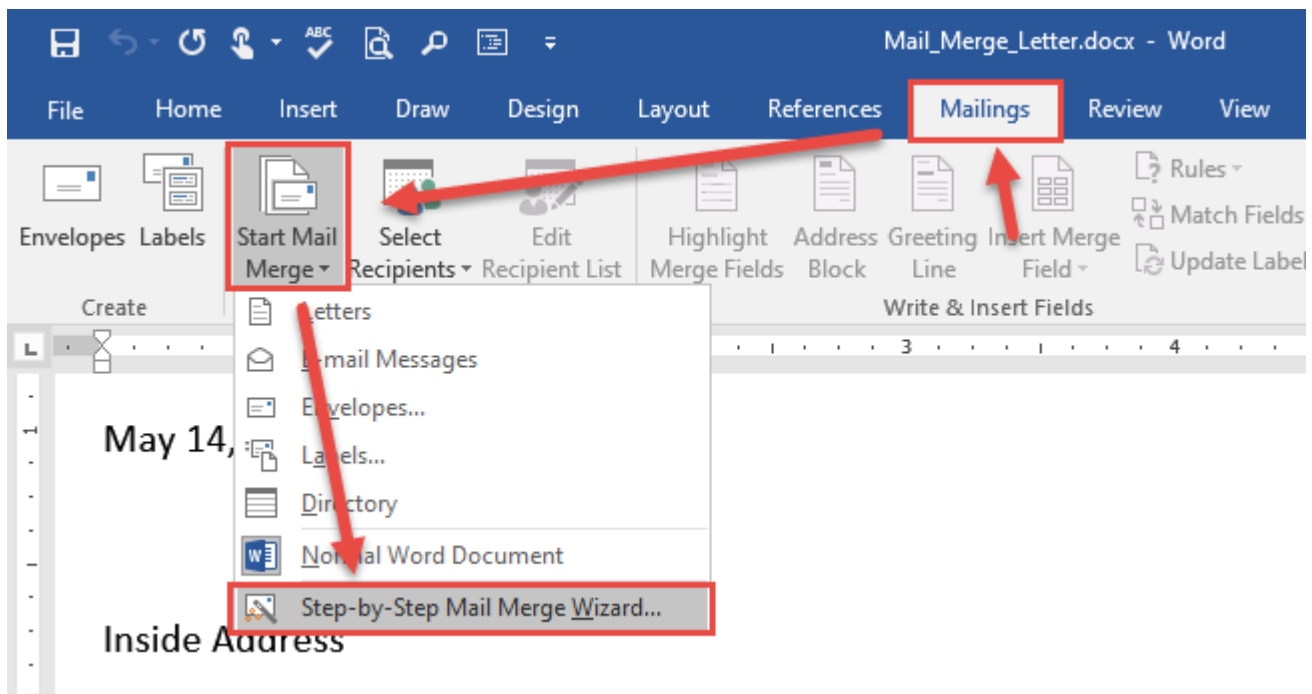 ABC
Mail_Merge_Letter.docx - Word
File Home Insert Draw Design Layout References Mailings Review View
Envelopes Labels Start Mail Merge Select Recipients Edit Recipient List Highlight Merge Fields Address Block Greeting Line Insert Merge Field
Rules
Match Fields
Update Label
Create
Write & Insert Fields
Letters
E-mail Messages
Envelopes...
Labels...
Directory
Normal Word Document
Step-by-Step Mail Merge Wizard...
L
3 4
1
May 14,
Inside Address